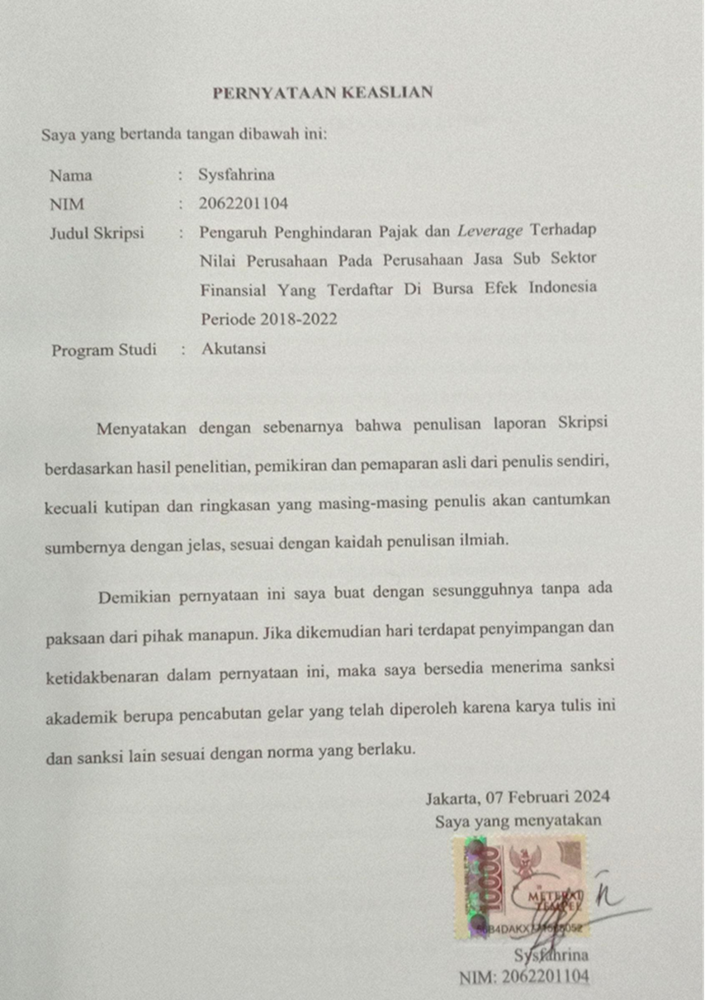 PERNYATAAN KEASLIAN
Saya yang bertanda tangan dibawah ini:
Nama : Sysfahrina
NIM : 2062201104
Judul Skripsi : Pengaruh Penghindaran Pajak dan Leverage Terhadap
Nilai Perusahaan Pada Perusahaan Jasa Sub Sektor
Finansial Yang Terdaftar Di Bursa Efek Indonesia
Periode 2018-2022
Program Studi : Akutansi
Menyatakan dengan sebenarnya bahwa penulisan laporan Skripsi
berdasarkan hasil penelitian, pemikiran dan pemaparan asli dari penulis sendiri,
kecuali kutipan dan ringkasan yang masing-masing penulis akan cantumkan
sumbernya dengan jelas, sesuai dengan kaidah penulisan ilmiah.
Demikian pernyataan ini saya buat dengan sesungguhnya tanpa ada
paksaan dari pihak manapun. Jika dikemudian hari terdapat penyimpangan dan
ketidakbenaran dalam pernyataan ini, maka saya bersedia menerima sanksi
akademik berupa pencabutan gelar yang telah diperoleh karena karya tulis ini
dan sanksi lain sesuai dengan norma yang berlaku.
Jakarta, 07 Februari 2024
Saya yang menyatakan
10000
METERAI
TEMPEL
Sysfahrina
NIM: 2062201104